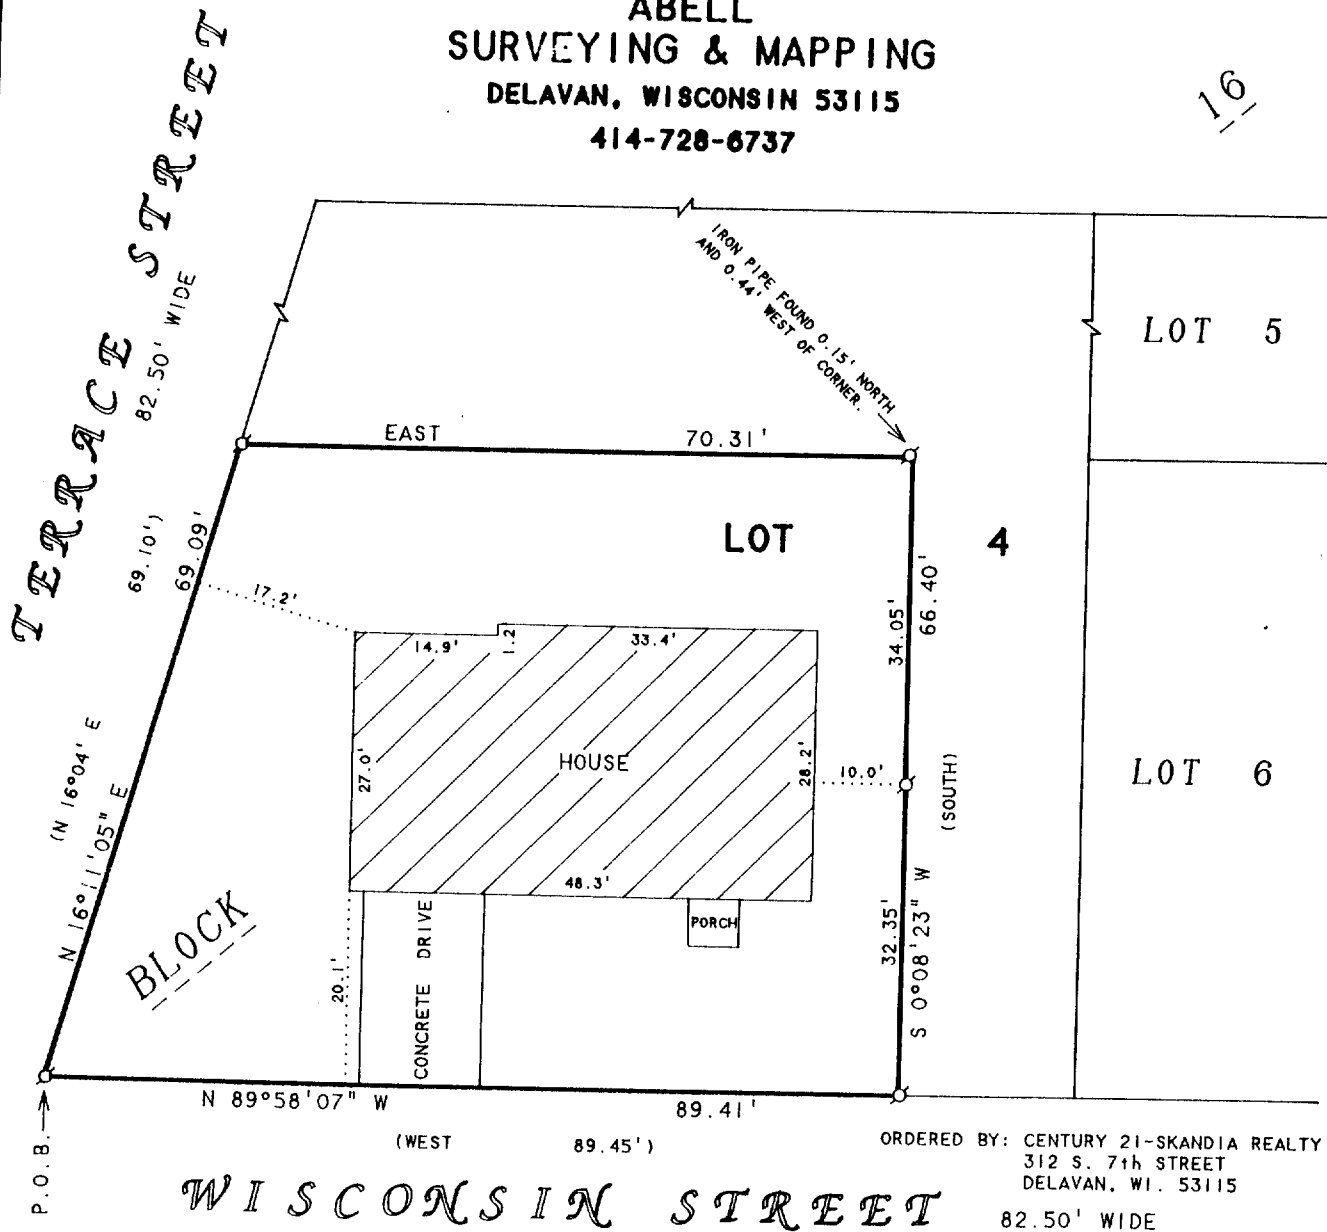 ABELL
SURVEYING & MAPPING
DELAVAN, WISCONSIN 53115
414-728-6737
16
TERRACE STREET
82.50' WIDE
IRON PIPE FOUND 0.15' NORTH
AND 0.44' WEST OF CORNER.
LOT 5
EAST 70.31'
LOT 4
69.10')
69.09'
17.2'
14.9'
1.2
33.4'
34.05'
66.40'
(N 16°04' E
N 16°11'05" E
27.0'
HOUSE
28.2'
10.0'
(SOUTH)
LOT 6
48.3'
BLOCK
20.1'
CONCRETE DRIVE
PORCH
32.35'
S 0°08'23" W
N 89°58'07" W 89.41'
(WEST 89.45')
P.O.B.
ORDERED BY: CENTURY 21-SKANDIA REALTY
312 S. 7th STREET
DELAVAN, WI. 53115
WISCONSIN STREET
82.50' WIDE